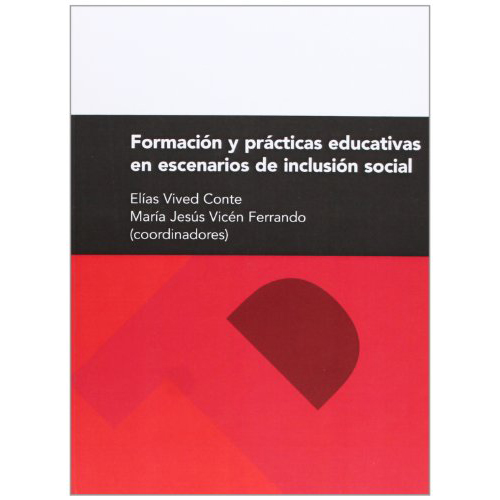 Formación y prácticas educativas
en escenarios de inclusión social
Elías Vived Conte
María Jesús Vicén Ferrando
(coordinadores)